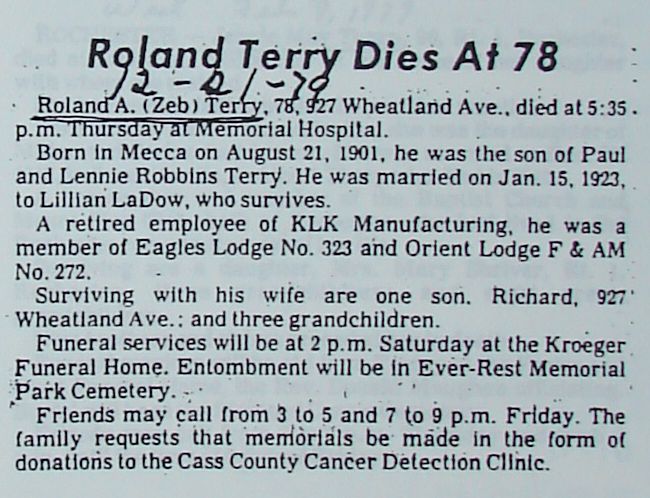 Roland Terry Dies At 78
12-21-79
Roland A. (Zeb) Terry, 78, 927 Wheatland Ave., died at 5:35
p.m. Thursday at Memorial Hospital.
Born in Mecca on August 21, 1901, he was the son of Paul
and Lennie Robbins Terry. He was married on Jan. 15, 1923,
to Lillian LaDow, who survives.
A retired employee of KLK Manufacturing, he was a
member of Eagles Lodge No. 323 and Orient Lodge F & AM
No. 272.
Surviving with his wife are one son. Richard, 927
Wheatland Ave.; and three grandchildren.
Funeral services will be at 2 p.m. Saturday at the Kroeger
Funeral Home. Entombment will be in Ever-Rest Memorial
Park Cemetery.
Friends may call from 3 to 5 and 7 to 9 p.m. Friday. The
family requests that memorials be made in the form of
donations to the Cass County Cancer Detection Clinic.